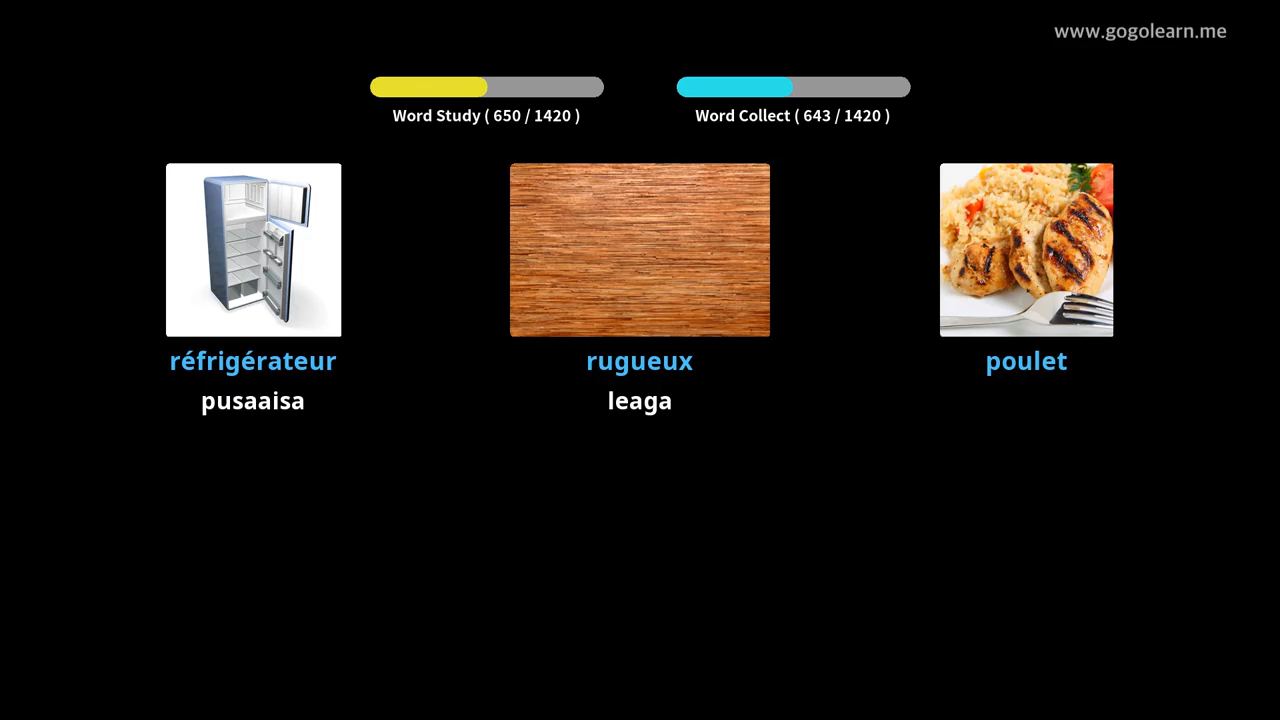 www.gogolearn.me
Word Study ( 650 / 1420 )
Word Collect ( 643 / 1420 )
réfrigérateur
pusaaisa
rugueux
leaga
poulet